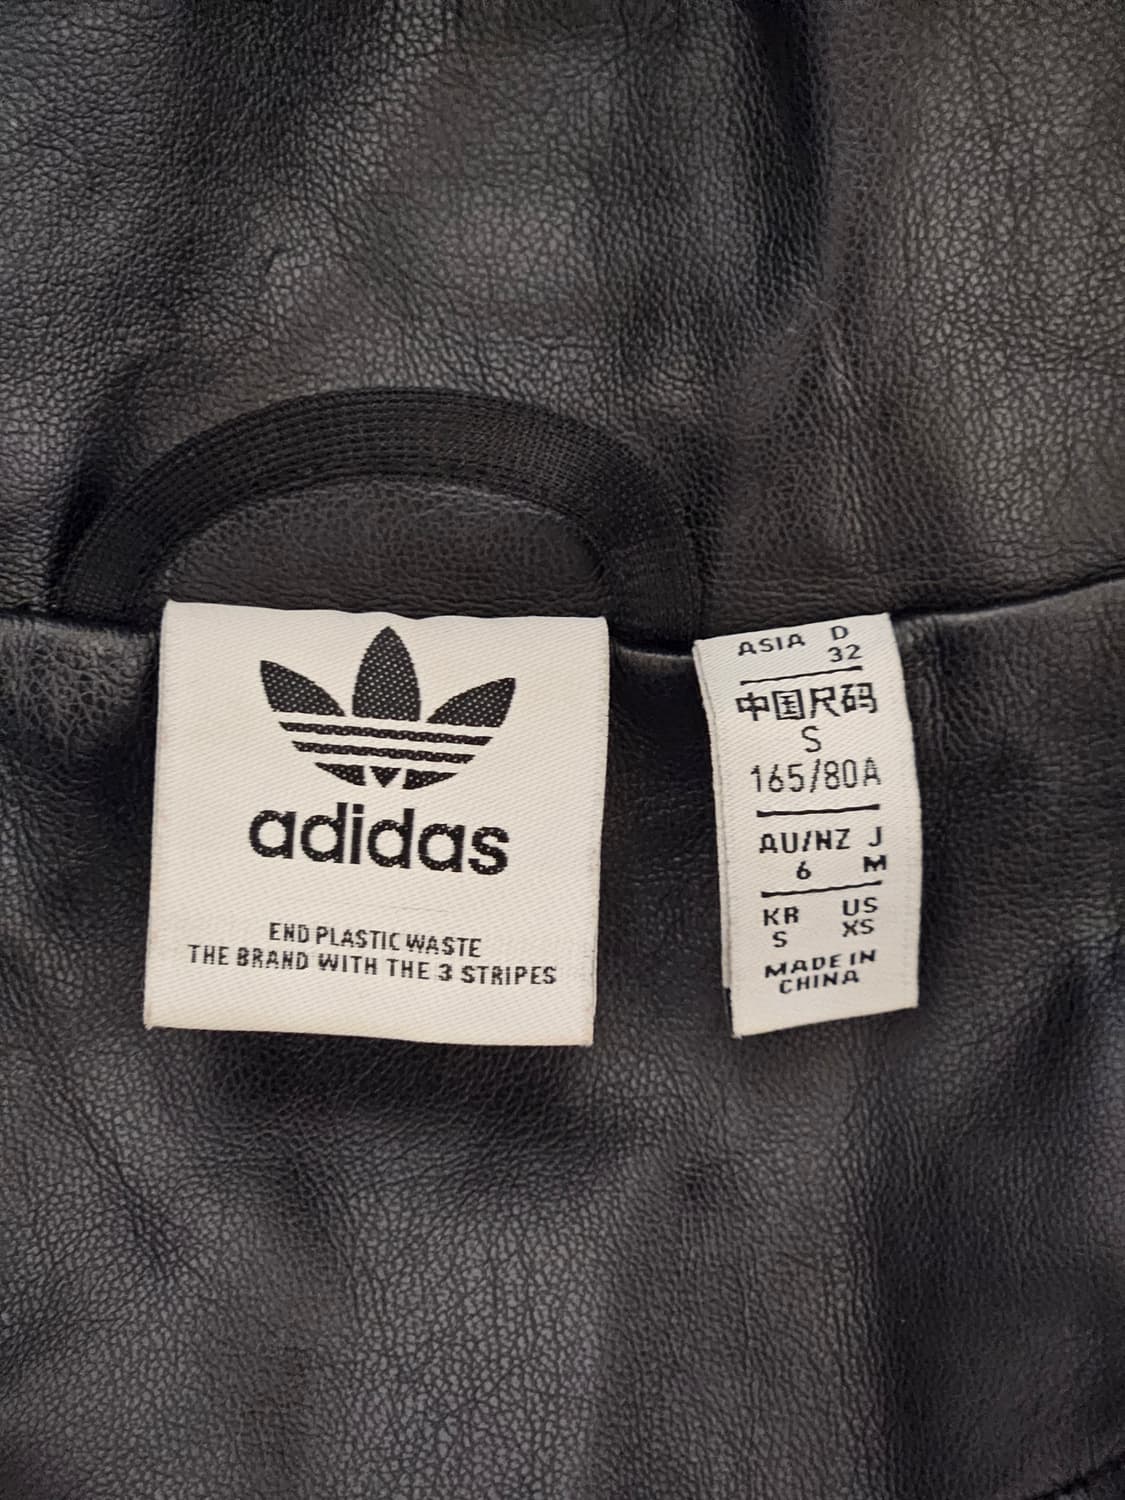 adidas
END PLASTIC WASTE
THE BRAND WITH THE 3 STRIPES
ASIA D
32
中国尺码
S
165/80A
AU/NZ J
6 M
KR US
S XS
MADE IN
CHINA